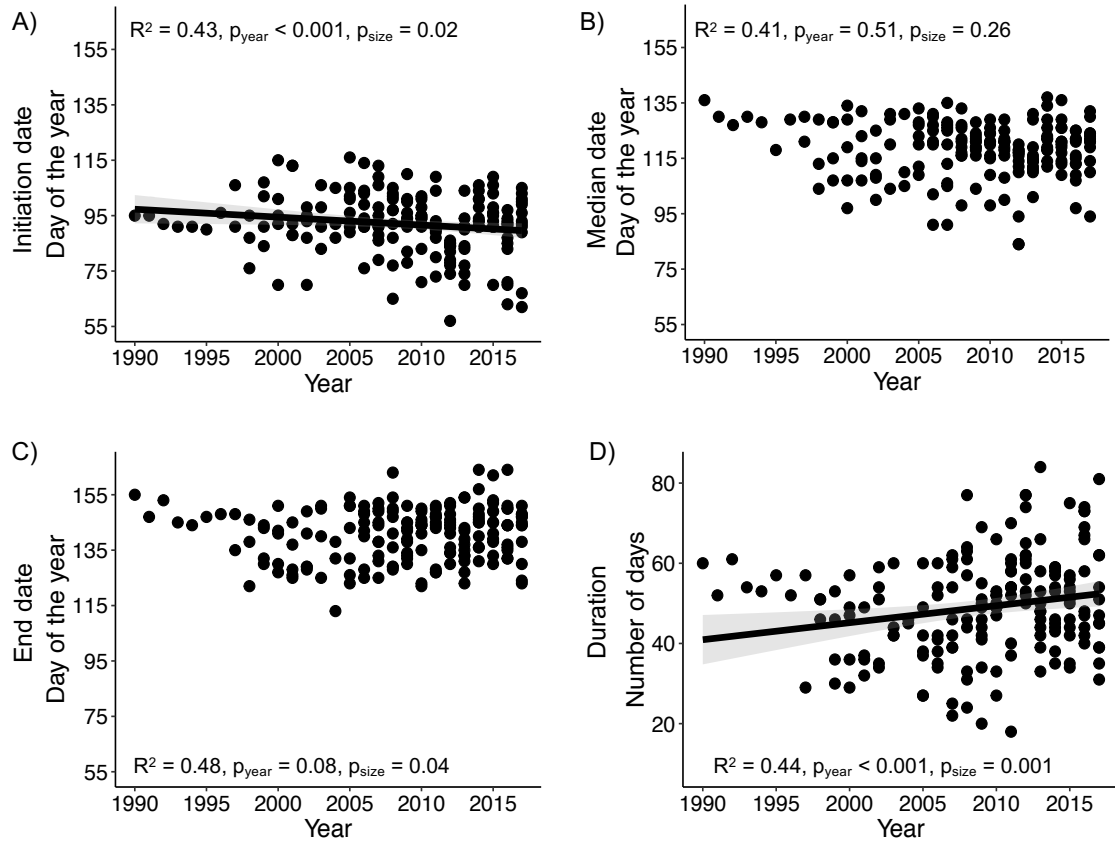 A)
R² = 0.43, p_year < 0.001, p_size = 0.02
Initiation date
Day of the year
155
135
115
95
75
55
1990 1995 2000 2005 2010 2015
Year
B)
R² = 0.41, p_year = 0.51, p_size = 0.26
Median date
Day of the year
155
135
115
95
75
55
1990 1995 2000 2005 2010 2015
Year
C)
End date
Day of the year
155
135
115
95
75
55
R² = 0.48, p_year = 0.08, p_size = 0.04
1990 1995 2000 2005 2010 2015
Year
D)
Duration
Number of days
80
60
40
20
R² = 0.44, p_year < 0.001, p_size = 0.001
1990 1995 2000 2005 2010 2015
Year